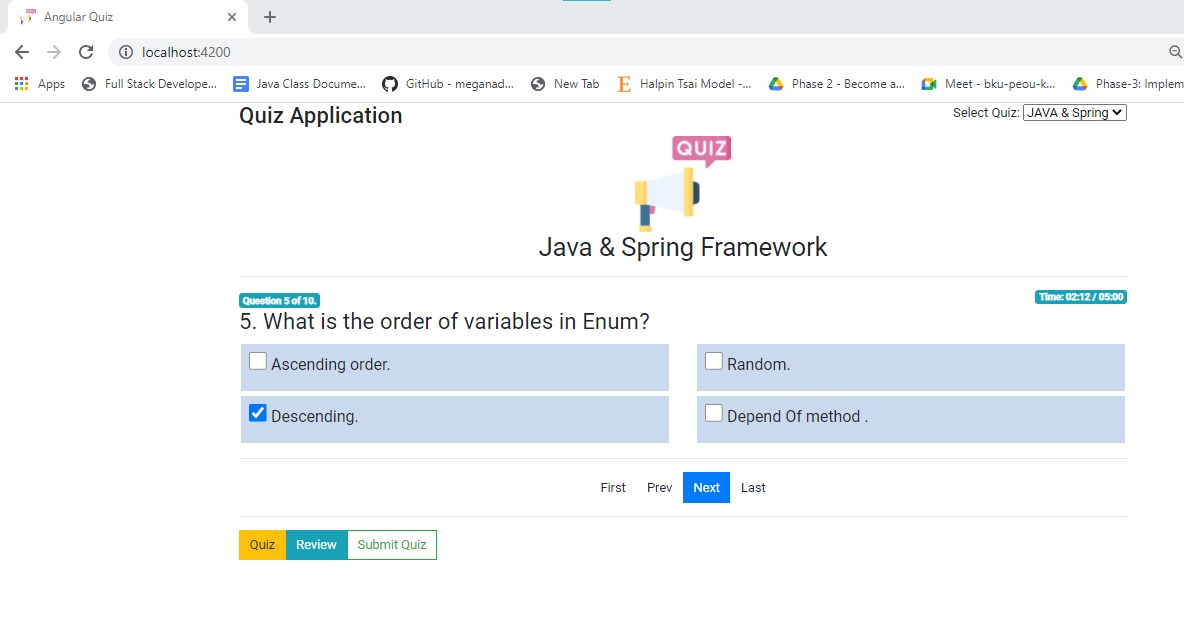 Angular Quiz
localhost:4200
Apps Full Stack Develope... Java Class Docume... GitHub - meganad... New Tab Halpin Tsai Model -... Phase 2 - Become a... Meet - bku-peou-k... Phase-3: Implem
Quiz Application
Select Quiz: JAVA & Spring
QUIZ
Java & Spring Framework
Question 5 of 10.
Time: 02:12 / 05:00
5. What is the order of variables in Enum?
Ascending order. Random.
Descending. Depend Of method .
First Prev Next Last
Quiz Review Submit Quiz